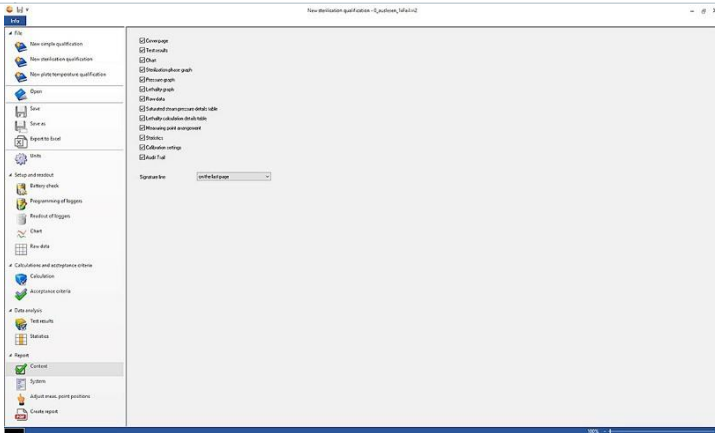 New sterilization qualification
Info
File
New simple qualification
New sterilization qualification
New plate temperature qualification
Open
Save
Save as
Export to Excel
Units
Setup and readout
Battery check
Programming of loggers
Readout of loggers
Chart
Raw data
Calculations and acceptance criteria
Calculation
Acceptance criteria
Data analysis
Test results
Statistics
Report
Content
System
Adjust meas. point positions
Create report
Cover page
Test results
Chart
Sterilization phase graph
Pressure graph
Lethality graph
Raw data
Saturated steam pressure details table
Lethality calculation details table
Measuring point arrangement
Statistics
Calibration settings
Audit Trail
Signature line
on the last page
100%